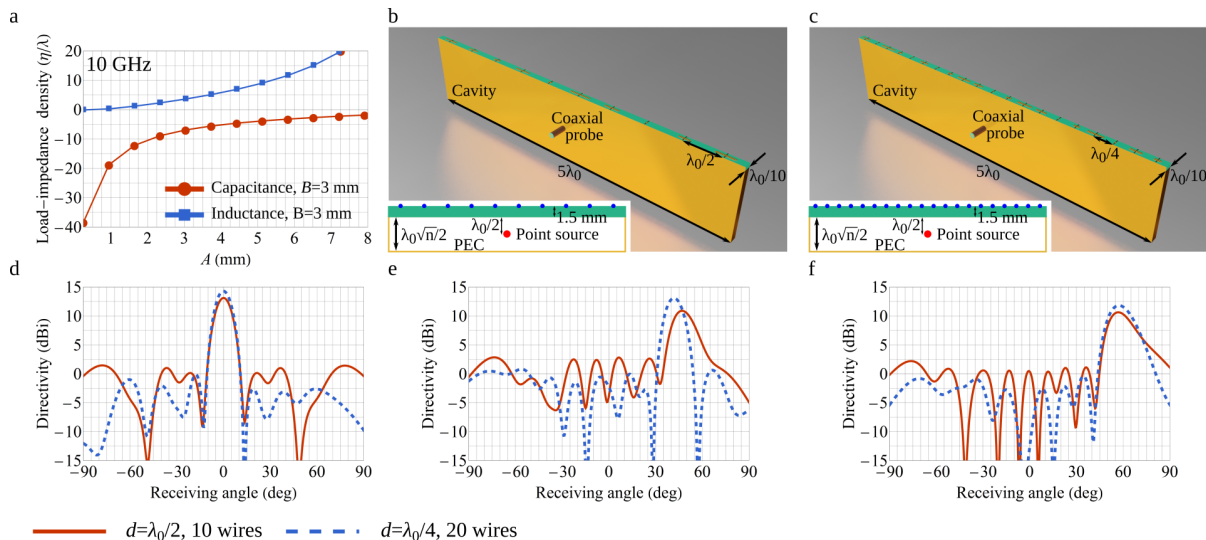 a
Load−impedance density (η/λ)
20
10
0
−10
−20
−30
−40
10 GHz
Capacitance, B=3 mm
Inductance, B=3 mm
1 2 3 4 5 6 7 8
A (mm)
b
Cavity
Coaxial
probe
λ0/2
λ0/10
5λ0
1.5 mm
λ0√n/2
λ0/2
PEC
Point source
c
Cavity
Coaxial
probe
λ0/4
λ0/10
5λ0
1.5 mm
λ0√n/2
λ0/2
PEC
Point source
d
Directivity (dBi)
15
10
5
0
−5
−10
15
−90 −60 −30 0 30 60 90
Receiving angle (deg)
e
Directivity (dBi)
15
10
5
0
−5
−10
15
−90 −60 −30 0 30 60 90
Receiving angle (deg)
f
Directivity (dBi)
15
10
5
0
−5
−10
15
−90 −60 −30 0 30 60 90
Receiving angle (deg)
d=λ0/2, 10 wires
d=λ0/4, 20 wires